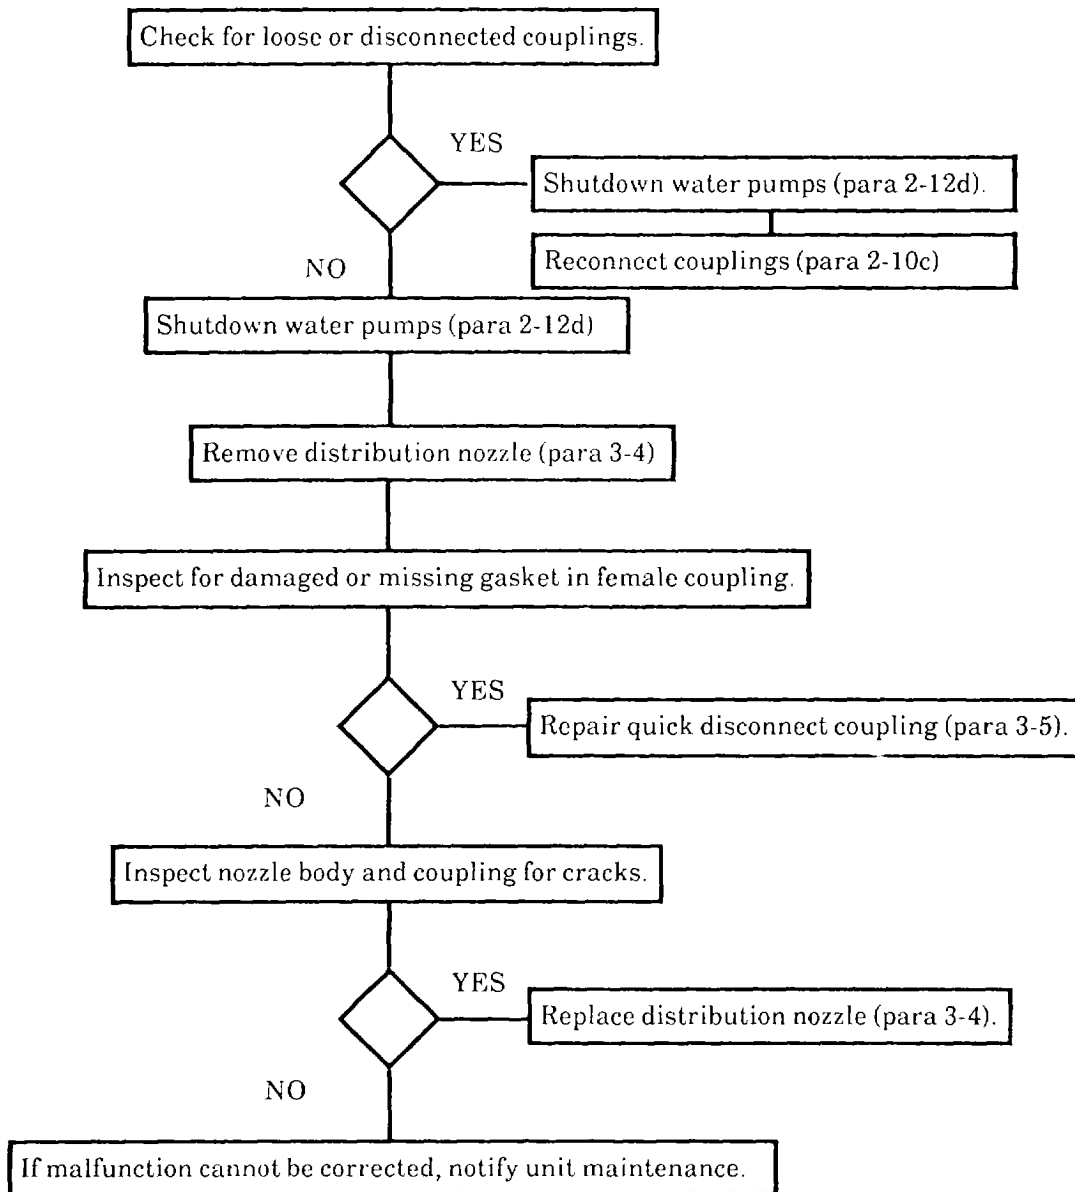 Check for loose or disconnected couplings.
YES
Shutdown water pumps (para 2-12d).
Reconnect couplings (para 2-10c)
NO
Shutdown water pumps (para 2-12d)
Remove distribution nozzle (para 3-4)
Inspect for damaged or missing gasket in female coupling.
YES
Repair quick disconnect coupling (para 3-5).
NO
Inspect nozzle body and coupling for cracks.
YES
Replace distribution nozzle (para 3-4).
NO
If malfunction cannot be corrected, notify unit maintenance.